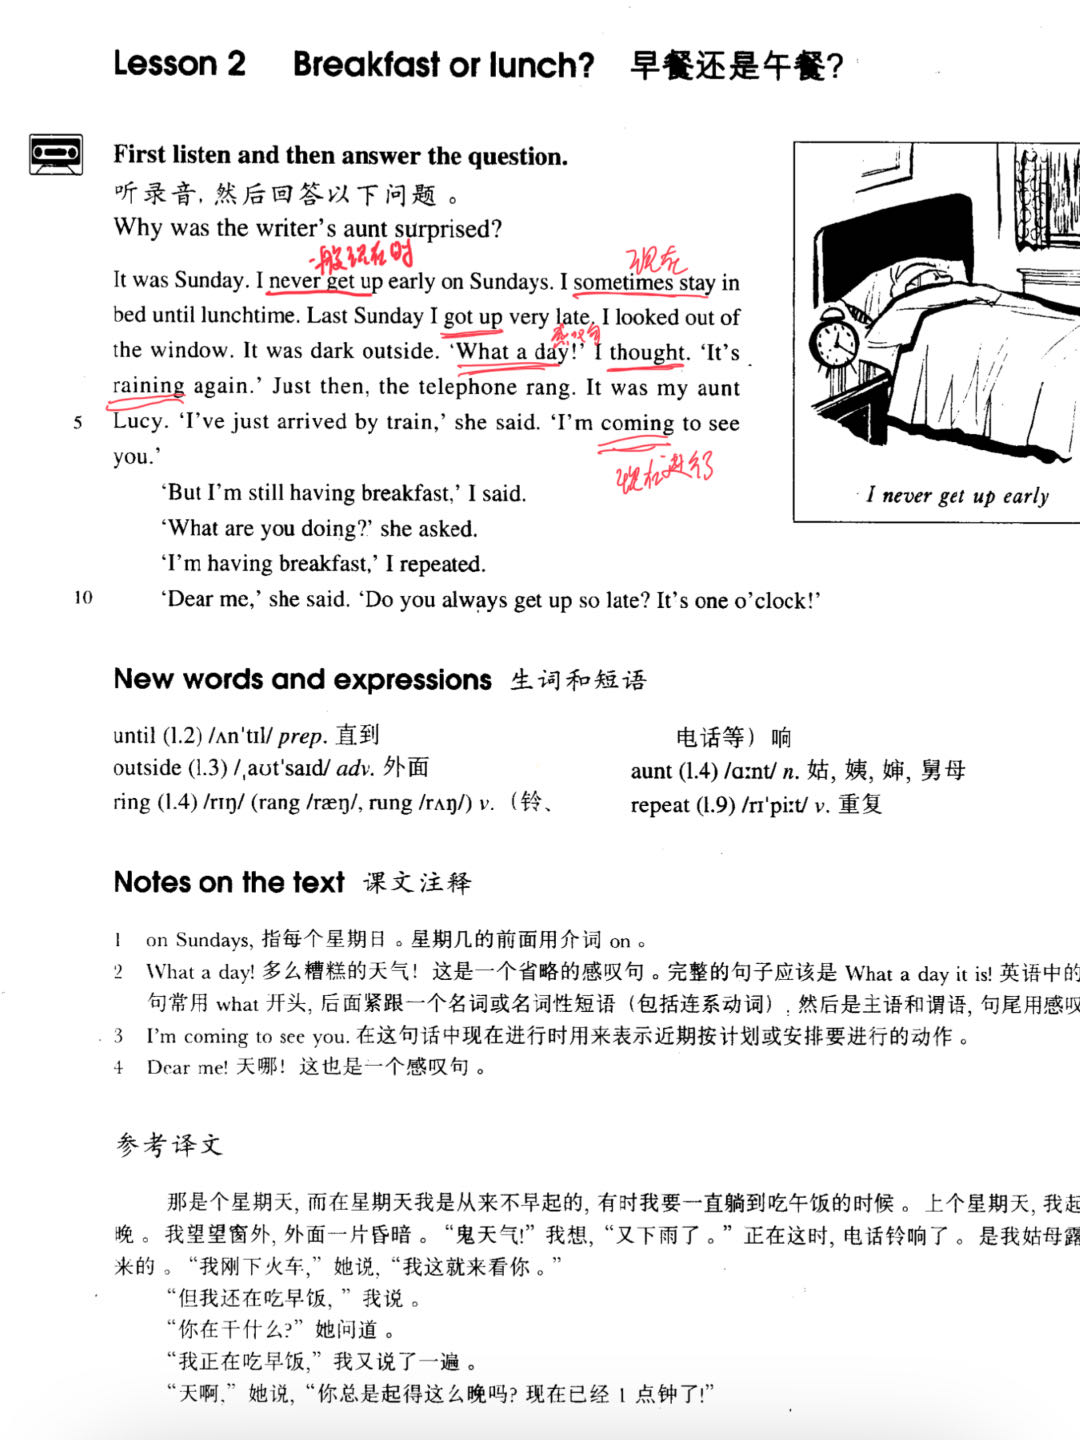 Lesson 2 Breakfast or lunch? 早餐还是午餐?
First listen and then answer the question.
听录音, 然后回答以下问题。
Why was the writer's aunt surprised?
一般现在时
现在
It was Sunday. I never get up early on Sundays. I sometimes stay in
bed until lunchtime. Last Sunday I got up very late. I looked out of
感叹句
the window. It was dark outside. ‘What a day!’ I thought. ‘It's
raining again.’ Just then, the telephone rang. It was my aunt
5 Lucy. ‘I've just arrived by train,’ she said. ‘I'm coming to see
you.’
现在进行
‘But I'm still having breakfast,’ I said.
‘What are you doing?’ she asked.
‘I'm having breakfast,’ I repeated.
10 ‘Dear me,’ she said. ‘Do you always get up so late? It's one o'clock!’
I never get up early
New words and expressions 生词和短语
until (l.2) /ʌn'tɪl/ prep. 直到
outside (l.3) /ˌaʊt'saɪd/ adv. 外面
ring (l.4) /rɪŋ/ (rang /ræŋ/, rung /rʌŋ/) v. (铃、
电话等) 响
aunt (l.4) /ɑːnt/ n. 姑, 姨, 婶, 舅母
repeat (l.9) /rɪ'piːt/ v. 重复
Notes on the text 课文注释
1 on Sundays, 指每个星期日。星期几的前面用介词 on。
2 What a day! 多么糟糕的天气! 这是一个省略的感叹句。完整的句子应该是 What a day it is! 英语中的
句常用 what 开头, 后面紧跟一个名词或名词性短语 (包括连系动词), 然后是主语和谓语, 句尾用感叹
3 I'm coming to see you. 在这句话中现在进行时用来表示近期按计划或安排要进行的动作。
4 Dear me! 天哪! 这也是一个感叹句。
参考译文
那是个星期天, 而在星期天我是从来不早起的, 有时我要一直躺到吃午饭的时候。上个星期天, 我起
晚。我望望窗外, 外面一片昏暗。“鬼天气!” 我想, “又下雨了。” 正在这时, 电话铃响了。是我姑母露
来的。“我刚下火车,” 她说, “我这就来看你。”
“但我还在吃早饭,” 我说。
“你在干什么?” 她问道。
“我正在吃早饭,” 我又说了一遍。
“天啊,” 她说, “你总是起得这么晚吗? 现在已经 1 点钟了!”